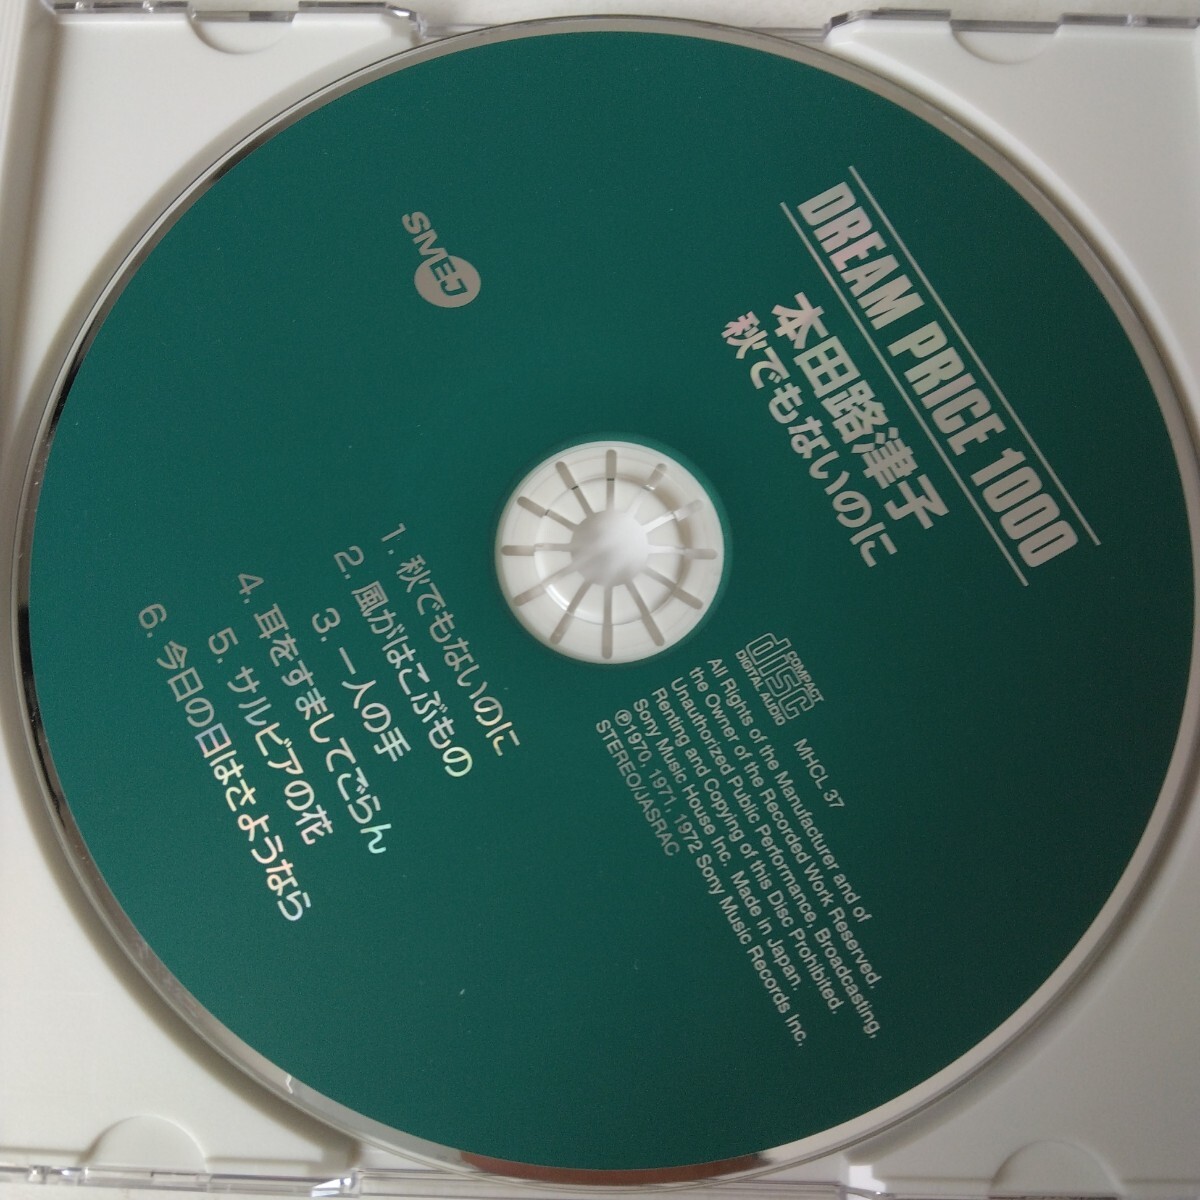 DREAM PRICE 1000
本田路津子
秋でもないのに
SMEJ
1. 秋でもないのに
2. 風がはこぶもの
3. 一人の手
4. 耳をすましてごらん
5. サルビアの花
6. 今日の日はさようなら
COMPACT
disc
DIGITAL AUDIO
MHCL 37
All Rights of the Manufacturer and of
the Owner of the Recorded Work Reserved.
Unauthorized Public Performance, Broadcasting,
Renting and Copying of this Disc Prohibited.
Sony Music House Inc. Made in Japan.
℗1970, 1971, 1972 Sony Music Records Inc.
STEREO/JASRAC